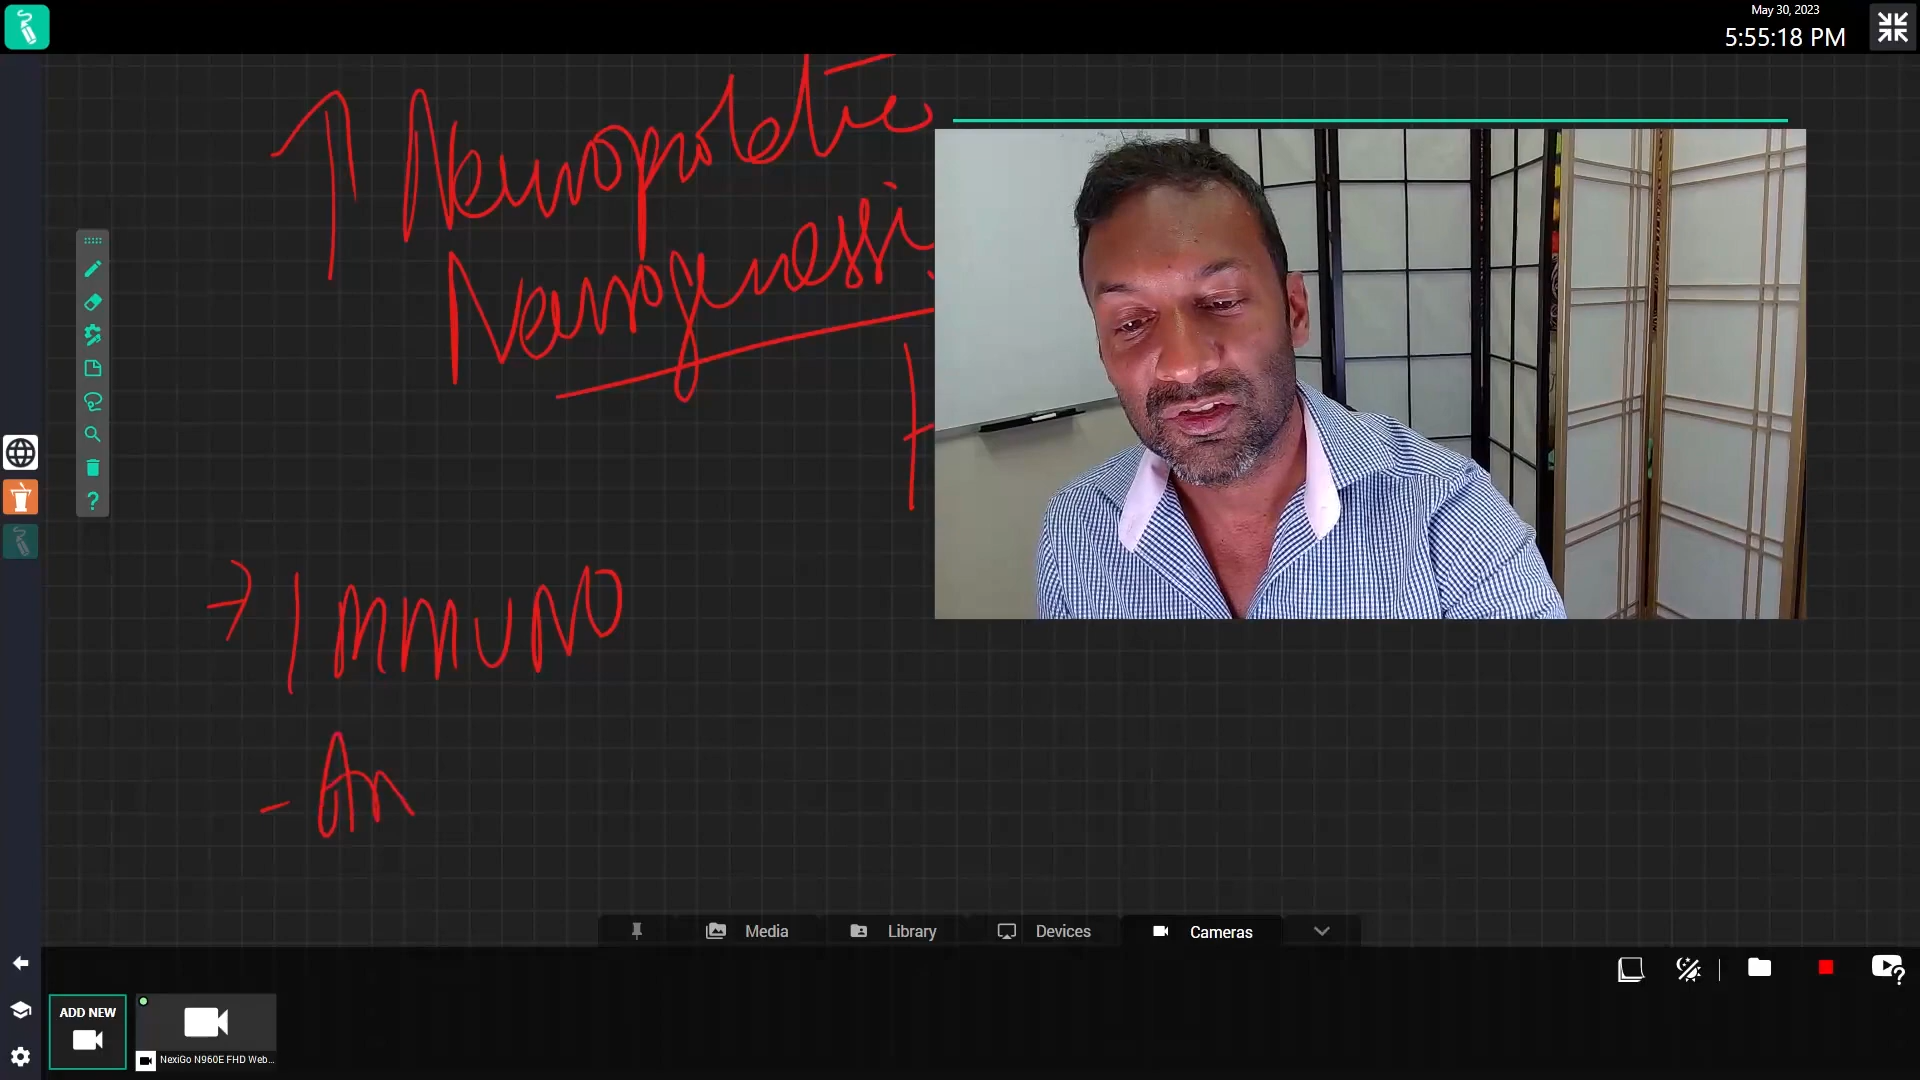 May 30, 2023
5:55:18 PM
↑ Neuroprotective
Neurogenessi
→ IMMUNO
- An
Media
Library
Devices
Cameras
ADD NEW
NexiGo N960E FHD Web...